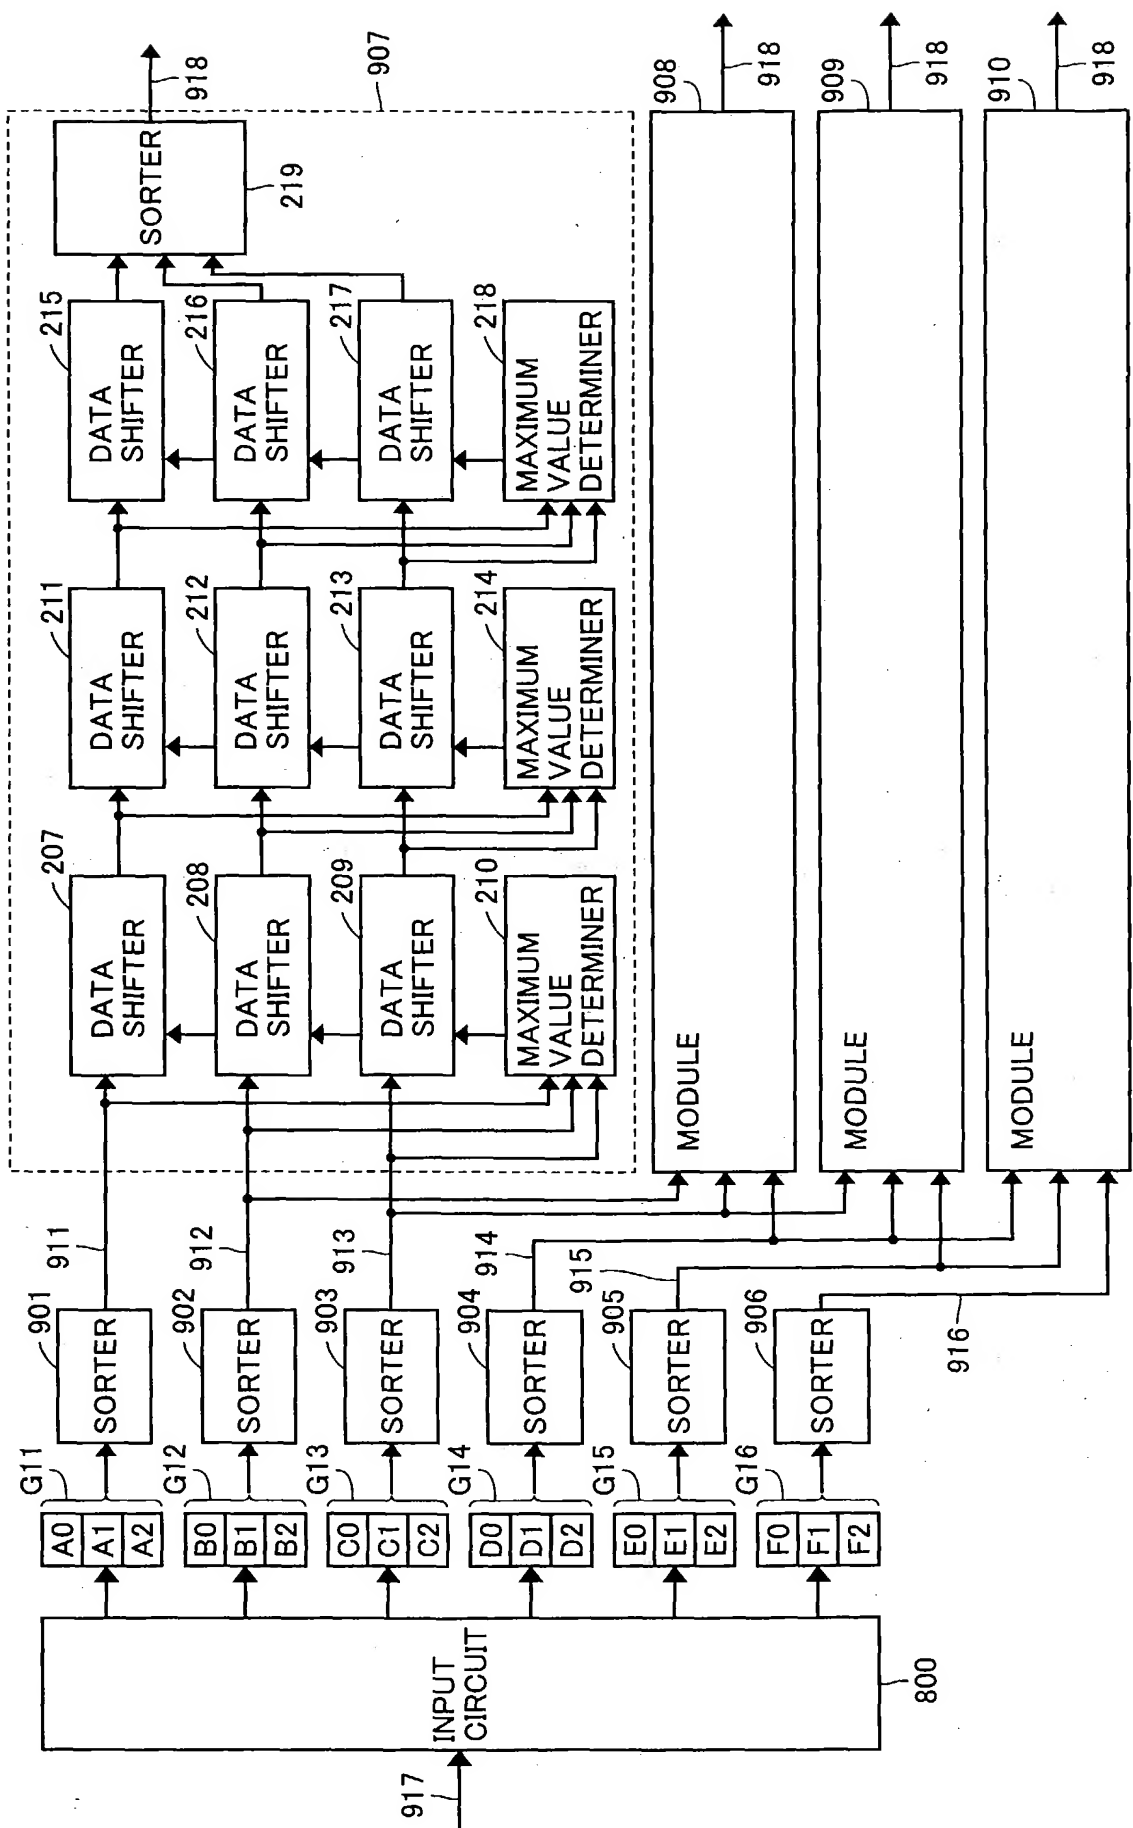 917
INPUT
CIRCUIT
800
A0
A1
A2
G11
B0
B1
B2
G12
C0
C1
C2
G13
D0
D1
D2
G14
E0
E1
E2
G15
F0
F1
F2
G16
SORTER
901
SORTER
902
SORTER
903
SORTER
904
SORTER
905
SORTER
906
911
912
913
914
915
916
907
DATA
SHIFTER
207
DATA
SHIFTER
208
DATA
SHIFTER
209
MAXIMUM
VALUE
DETERMINER
210
DATA
SHIFTER
211
DATA
SHIFTER
212
DATA
SHIFTER
213
MAXIMUM
VALUE
DETERMINER
214
DATA
SHIFTER
215
DATA
SHIFTER
216
DATA
SHIFTER
217
MAXIMUM
VALUE
DETERMINER
218
SORTER
219
918
MODULE
908
918
MODULE
909
918
MODULE
910
918